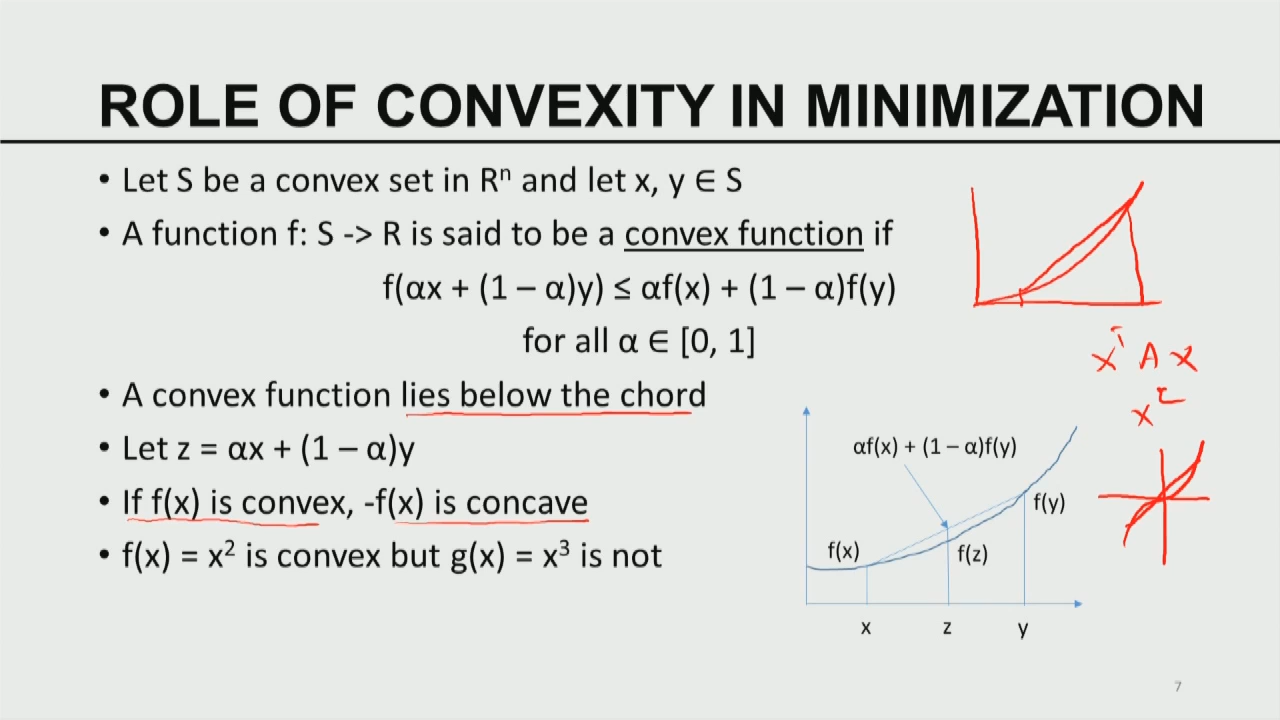 ROLE OF CONVEXITY IN MINIMIZATION
• Let S be a convex set in Rⁿ and let x, y ∈ S
• A function f: S -> R is said to be a convex function if
f(αx + (1 – α)y) ≤ αf(x) + (1 – α)f(y)
for all α ∈ [0, 1]
• A convex function lies below the chord
• Let z = αx + (1 – α)y
• If f(x) is convex, -f(x) is concave
• f(x) = x² is convex but g(x) = x³ is not
xᵀ A x
x²
αf(x) + (1 – α)f(y)
f(y)
f(x)
f(z)
x z y
7